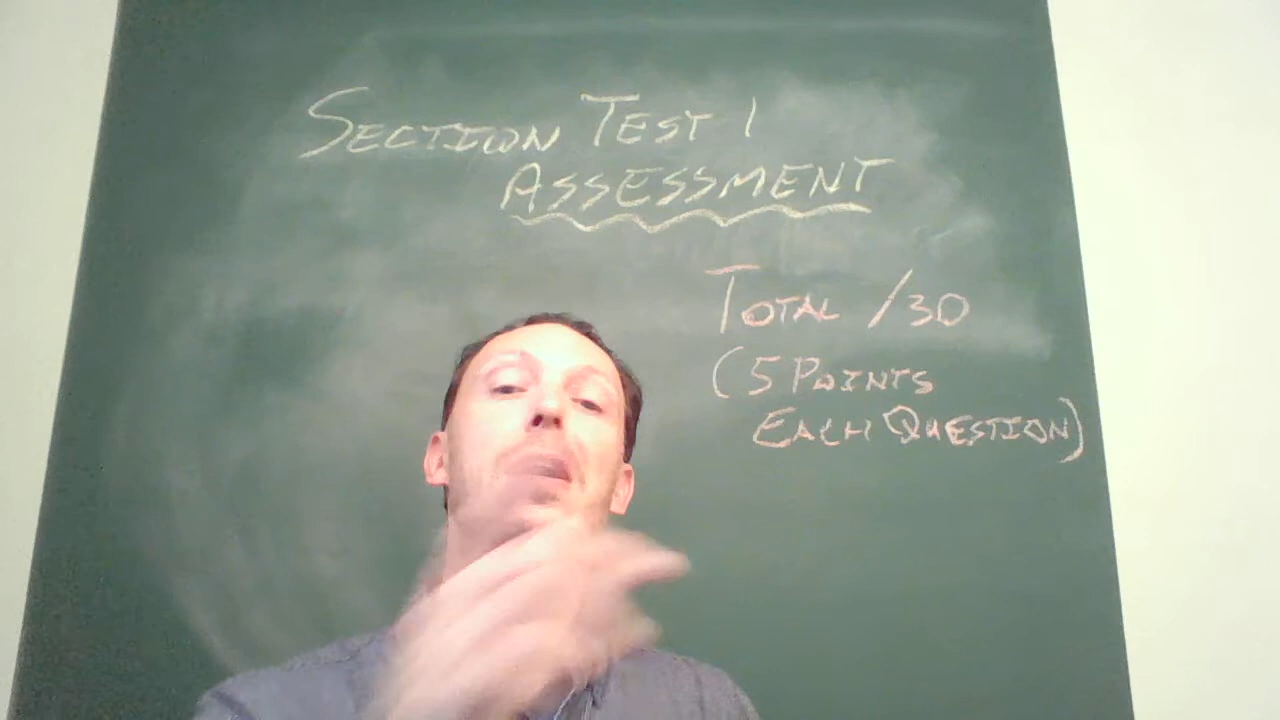 SECTION TEST 1
ASSESSMENT
TOTAL /30
(5 POINTS
EACH QUESTION)